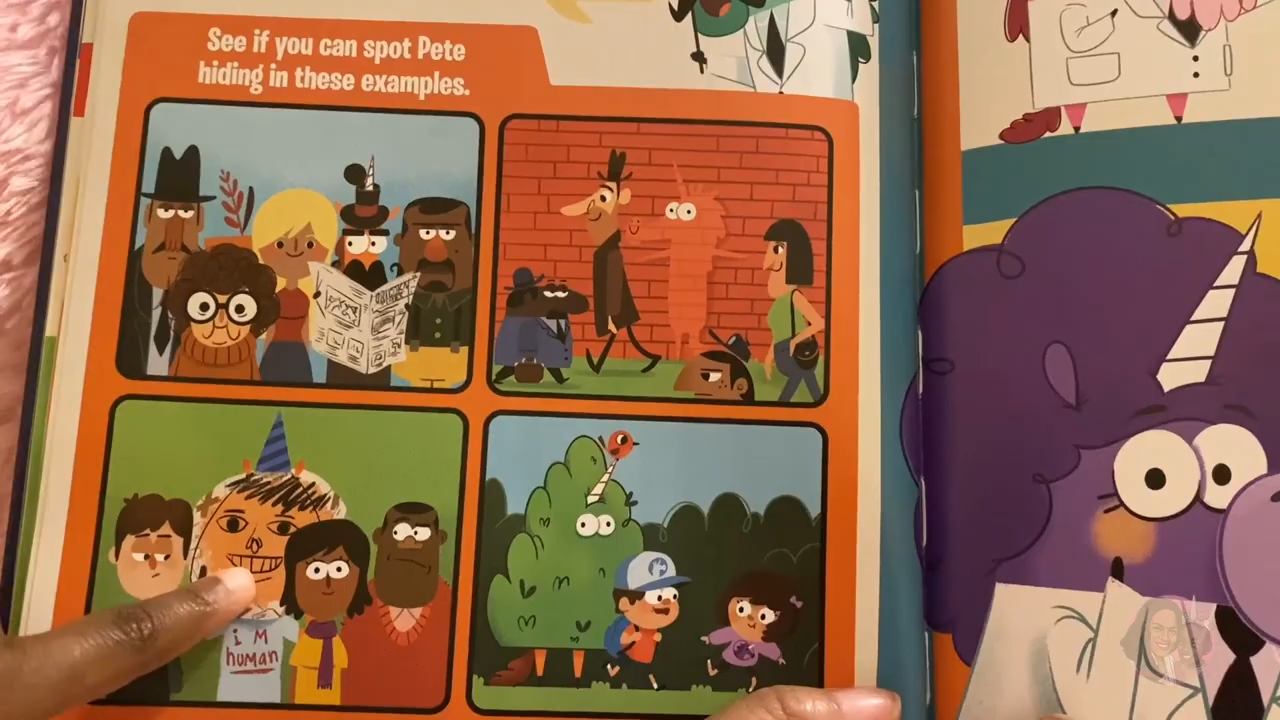 See if you can spot Pete
hiding in these examples.
i M
human